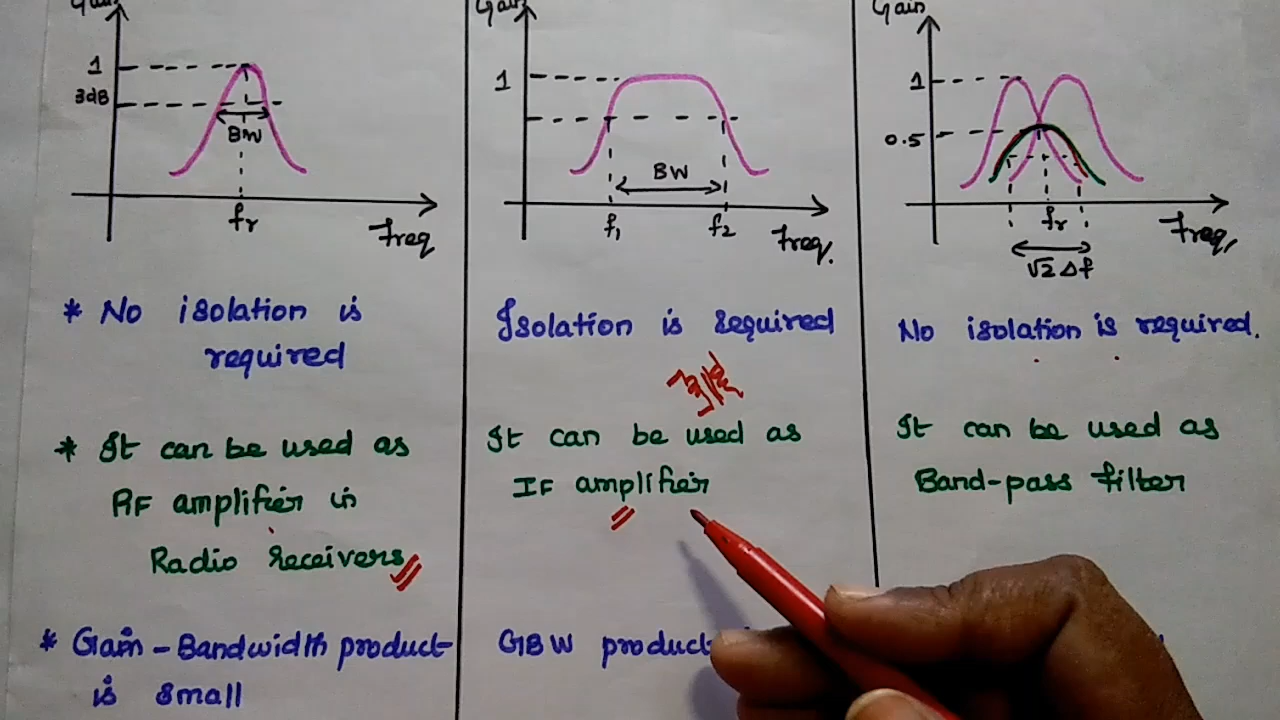 Gain
1
3dB
BW
fr
Freq
* No isolation is
required
* It can be used as
RF amplifier in
Radio receivers
* Gain - Bandwidth product
is small
Gain
1
BW
f1
f2
Freq.
Isolation is required
It can be used as
IF amplifier
GBW product
Gain
1
0.5
fr
Freq.
√2 Δf
No isolation is required.
It can be used as
Band-pass filter